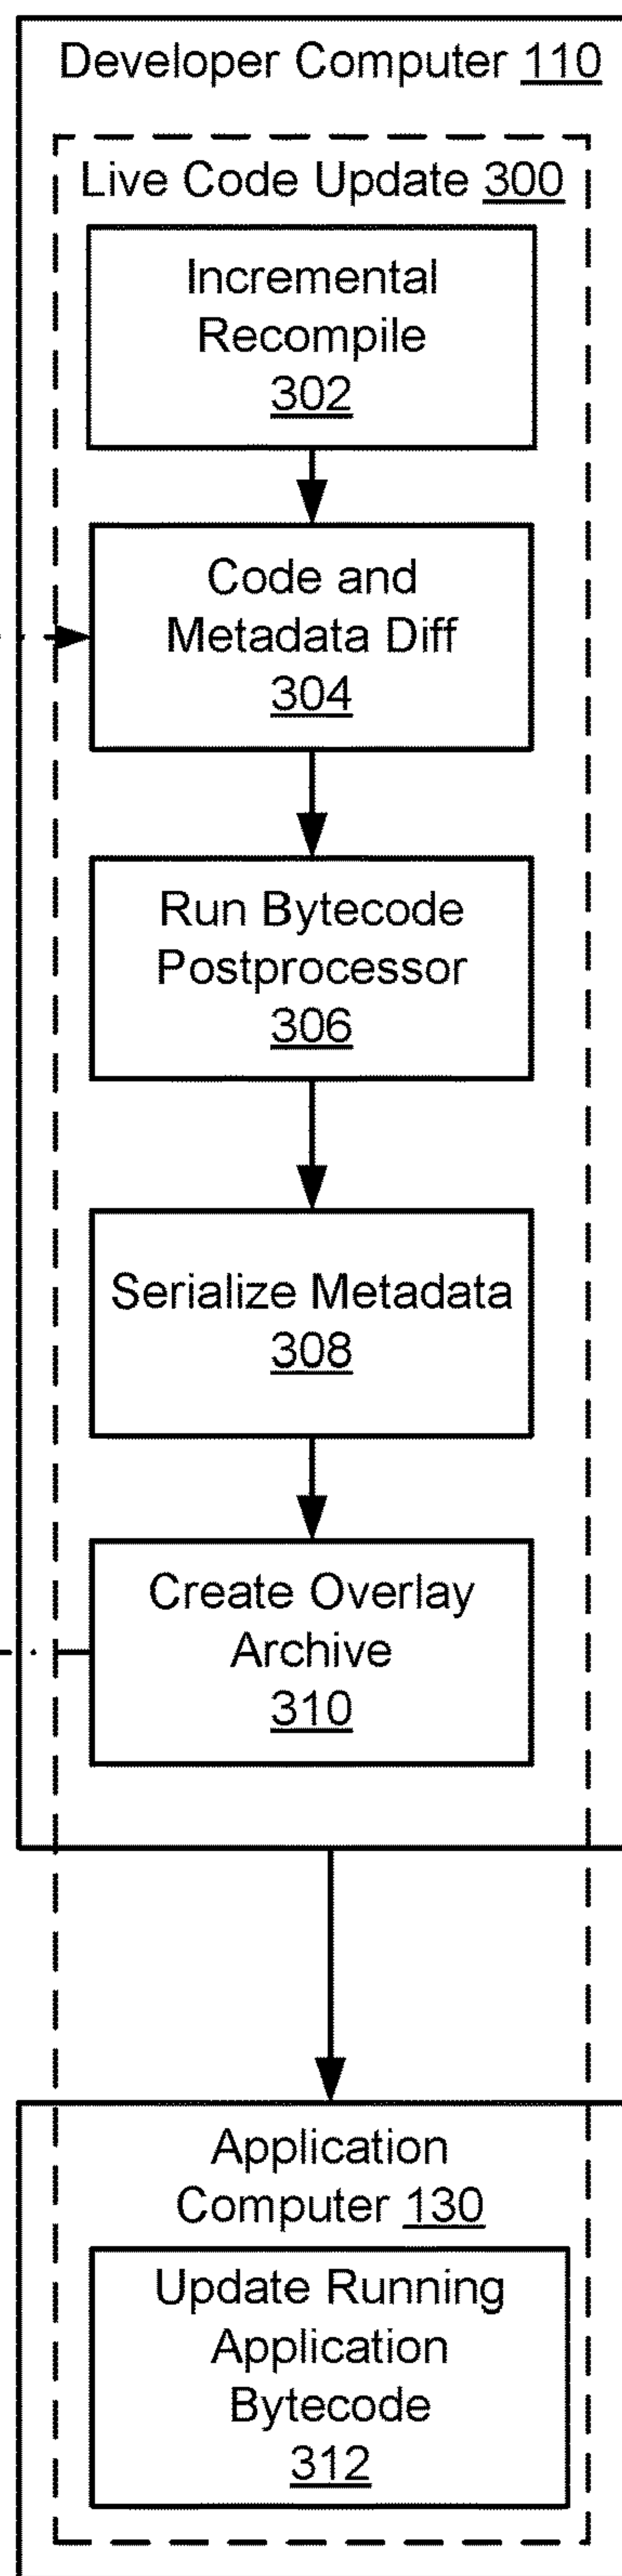 Developer Computer 110
Live Code Update 300
Incremental
Recompile
302
Code and
Metadata Diff
304
Run Bytecode
Postprocessor
306
Serialize Metadata
308
Create Overlay
Archive
310
Application
Computer 130
Update Running
Application
Bytecode
312